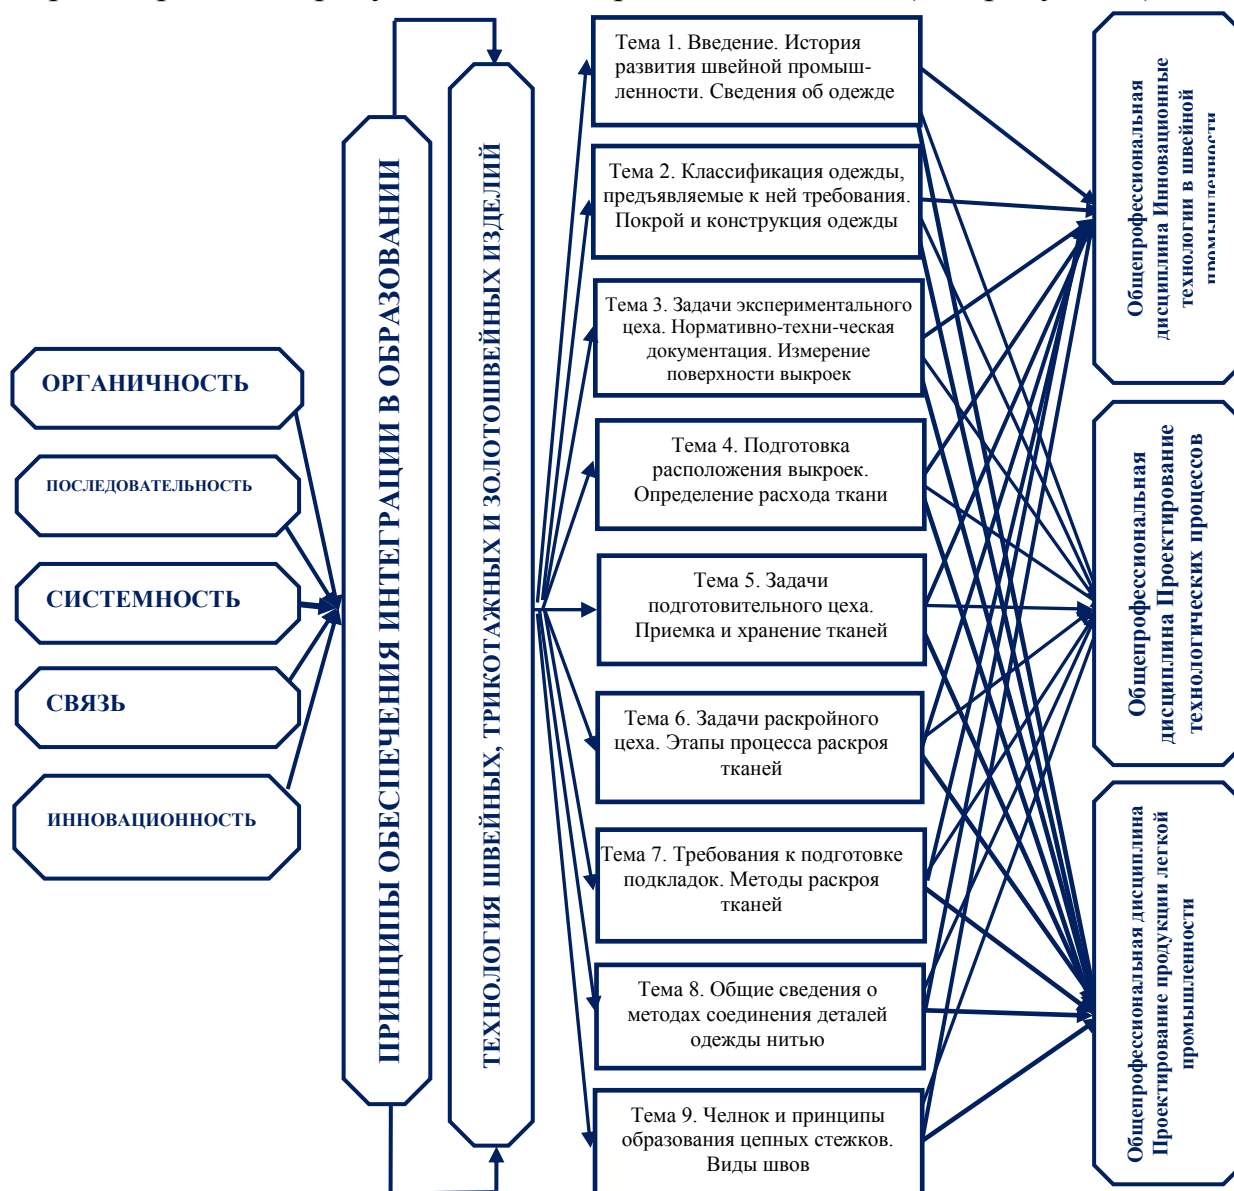 ОРГАНИЧНОСТЬ
ПОСЛЕДОВАТЕЛЬНОСТЬ
СИСТЕМНОСТЬ
СВЯЗЬ
ИННОВАЦИОННОСТЬ
ПРИНЦИПЫ ОБЕСПЕЧЕНИЯ ИНТЕГРАЦИИ В ОБРАЗОВАНИИ
ТЕХНОЛОГИЯ ШВЕЙНЫХ, ТРИКОТАЖНЫХ И ЗОЛОТОШВЕЙНЫХ ИЗДЕЛИЙ
Тема 1. Введение. История
развития швейной промыш-
ленности. Сведения об одежде
Тема 2. Классификация одежды,
предъявляемые к ней требования.
Покрой и конструкция одежды
Тема 3. Задачи экспериментального
цеха. Нормативно-техни-ческая
документация. Измерение
поверхности выкроек
Тема 4. Подготовка
расположения выкроек.
Определение расхода ткани
Тема 5. Задачи
подготовительного цеха.
Приемка и хранение тканей
Тема 6. Задачи раскройного
цеха. Этапы процесса раскроя
тканей
Тема 7. Требования к подготовке
подкладок. Методы раскроя
тканей
Тема 8. Общие сведения о
методах соединения деталей
одежды нитью
Тема 9. Челнок и принципы
образования цепных стежков.
Виды швов
Общепрофессиональная
дисциплина Инновационные
технологии в швейной
промышленности
Общепрофессиональная
дисциплина Проектирование
технологических процессов
Общепрофессиональная дисциплина
Проектирование продукции легкой
промышленности